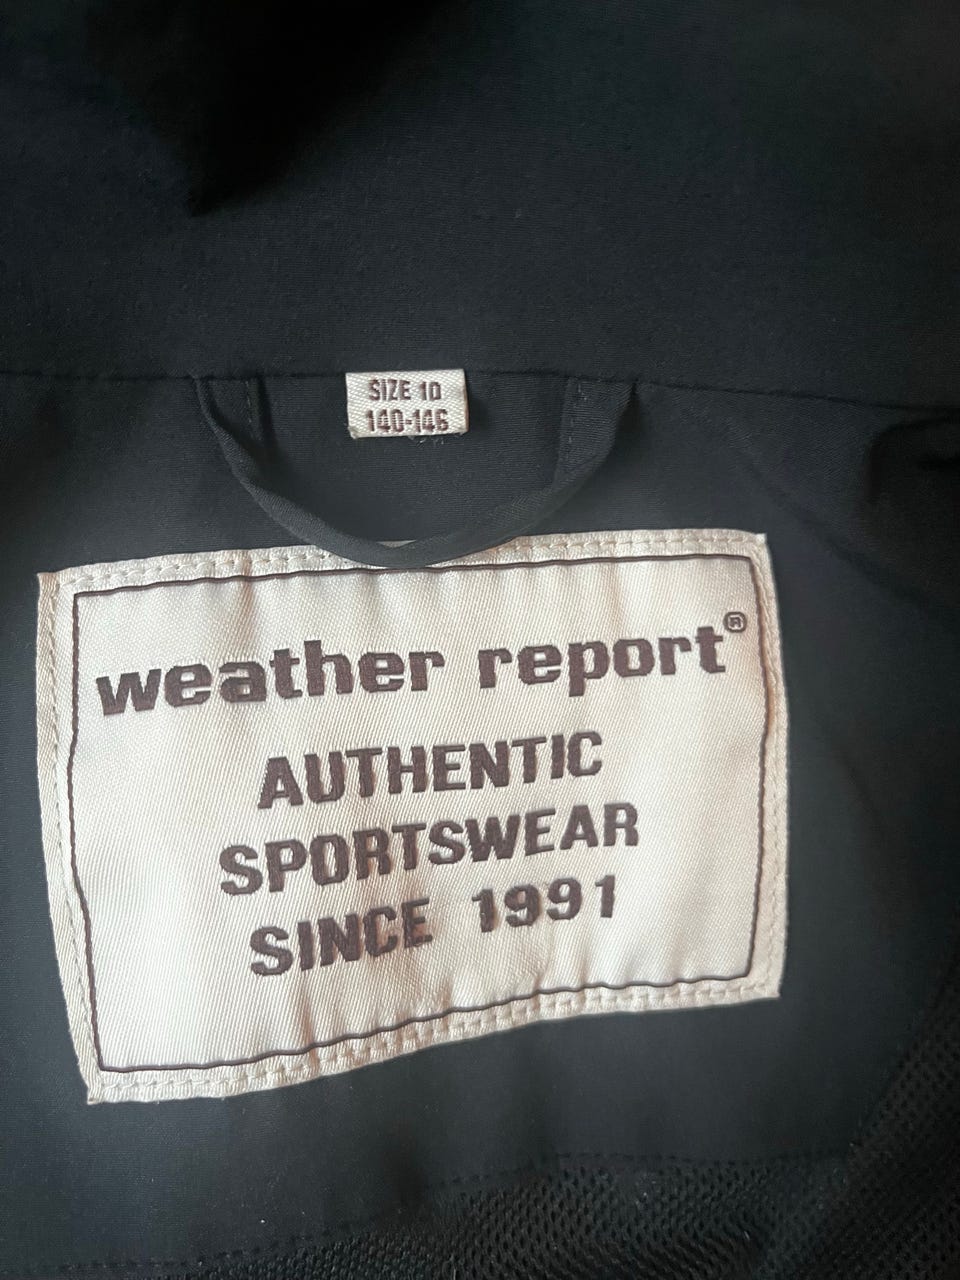 SIZE 10
140-146
weather report®
AUTHENTIC
SPORTSWEAR
SINCE 1991